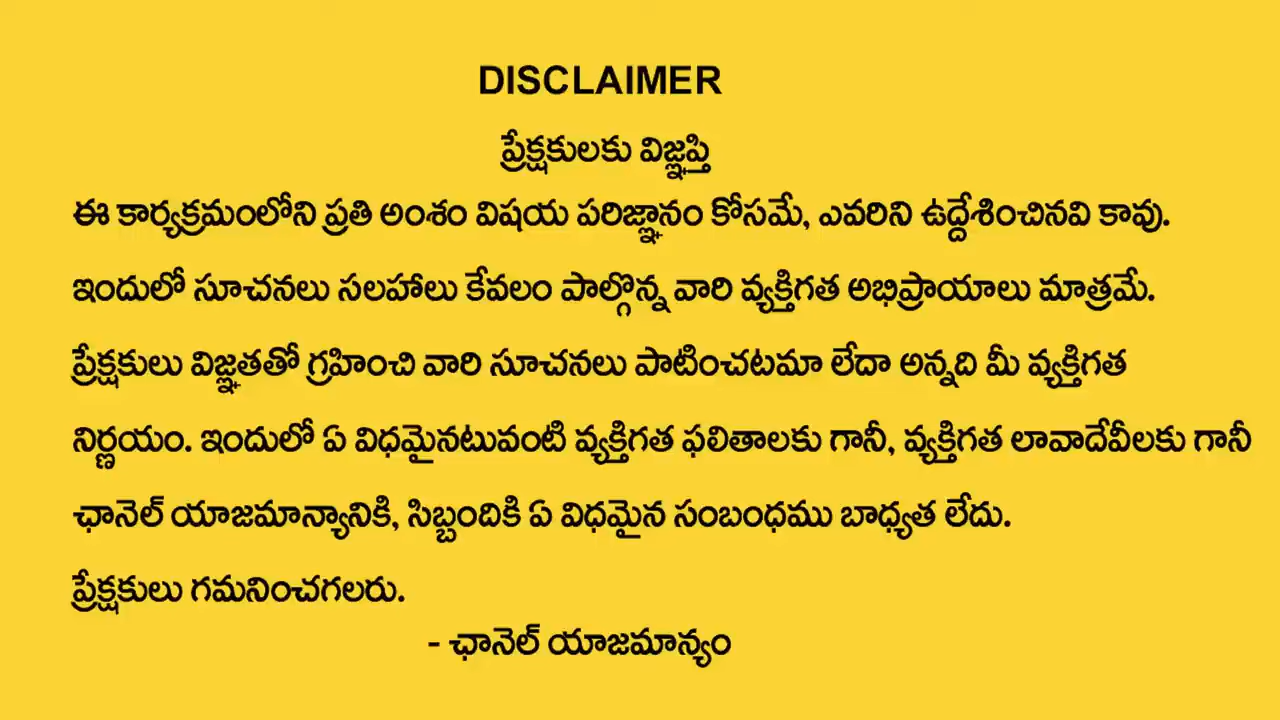 DISCLAIMER
ప్రేక్షకులకు విజ్ఞప్తి
ఈ కార్యక్రమంలోని ప్రతి అంశం విషయ పరిజ్ఞానం కోసమే, ఎవరిని ఉద్దేశించినవి కావు.
ఇందులో సూచనలు సలహాలు కేవలం పాల్గొన్న వారి వ్యక్తిగత అభిప్రాయాలు మాత్రమే.
ప్రేక్షకులు విజ్ఞతతో గ్రహించి వారి సూచనలు పాటించటమా లేదా అన్నది మీ వ్యక్తిగత
నిర్ణయం. ఇందులో ఏ విధమైనటువంటి వ్యక్తిగత ఫలితాలకు గానీ, వ్యక్తిగత లావాదేవీలకు గానీ
ఛానెల్ యాజమాన్యానికి, సిబ్బందికి ఏ విధమైన సంబంధము బాధ్యత లేదు.
ప్రేక్షకులు గమనించగలరు.
- ఛానెల్ యాజమాన్యం